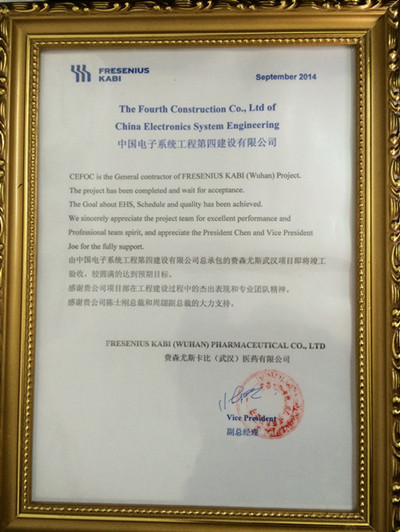 FRESENIUS
KABI
September 2014
The Fourth Construction Co., Ltd of
China Electronics System Engineering
中国电子系统工程第四建设有限公司
CEFOC is the General contractor of FRESENIUS KABI (Wuhan) Project.
The project has been completed and wait for acceptance.
The Goal about EHS, Schedule and quality has been achieved.
We sincerely appreciate the project team for excellent performance and
Professional team spirit, and appreciate the President Chen and Vice President
Joe for the fully support.
由中国电子系统工程第四建设有限公司总承包的费森尤斯武汉项目即将竣工
验收，较圆满的达到预期目标。
感谢贵公司项目部在工程建设过程中的杰出表现和专业团队精神。
感谢贵公司陈士刚总裁和周翮副总裁的大力支持。
FRESENIUS KABI (WUHAN) PHARMACEUTICAL CO., LTD
费森尤斯卡比（武汉）医药有限公司
Vice President
副总经理